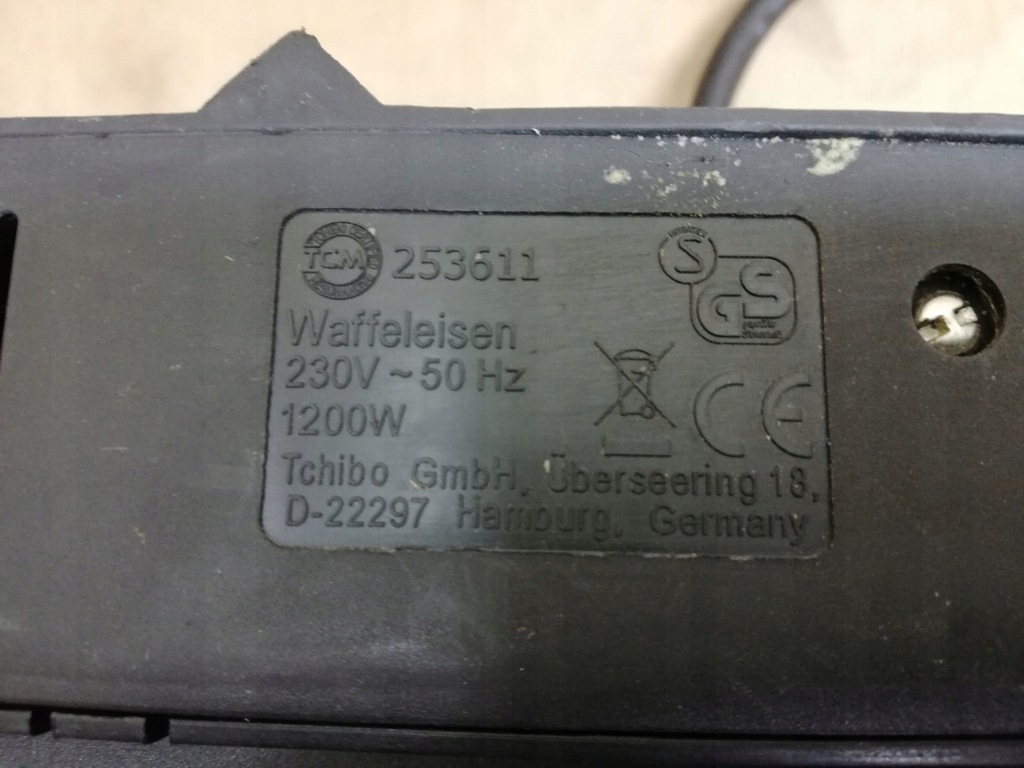 TCM 253611
Waffeleisen
230V ~ 50 Hz
1200W
Tchibo GmbH, Überseering 18,
D-22297 Hamburg, Germany
S
GS
CE